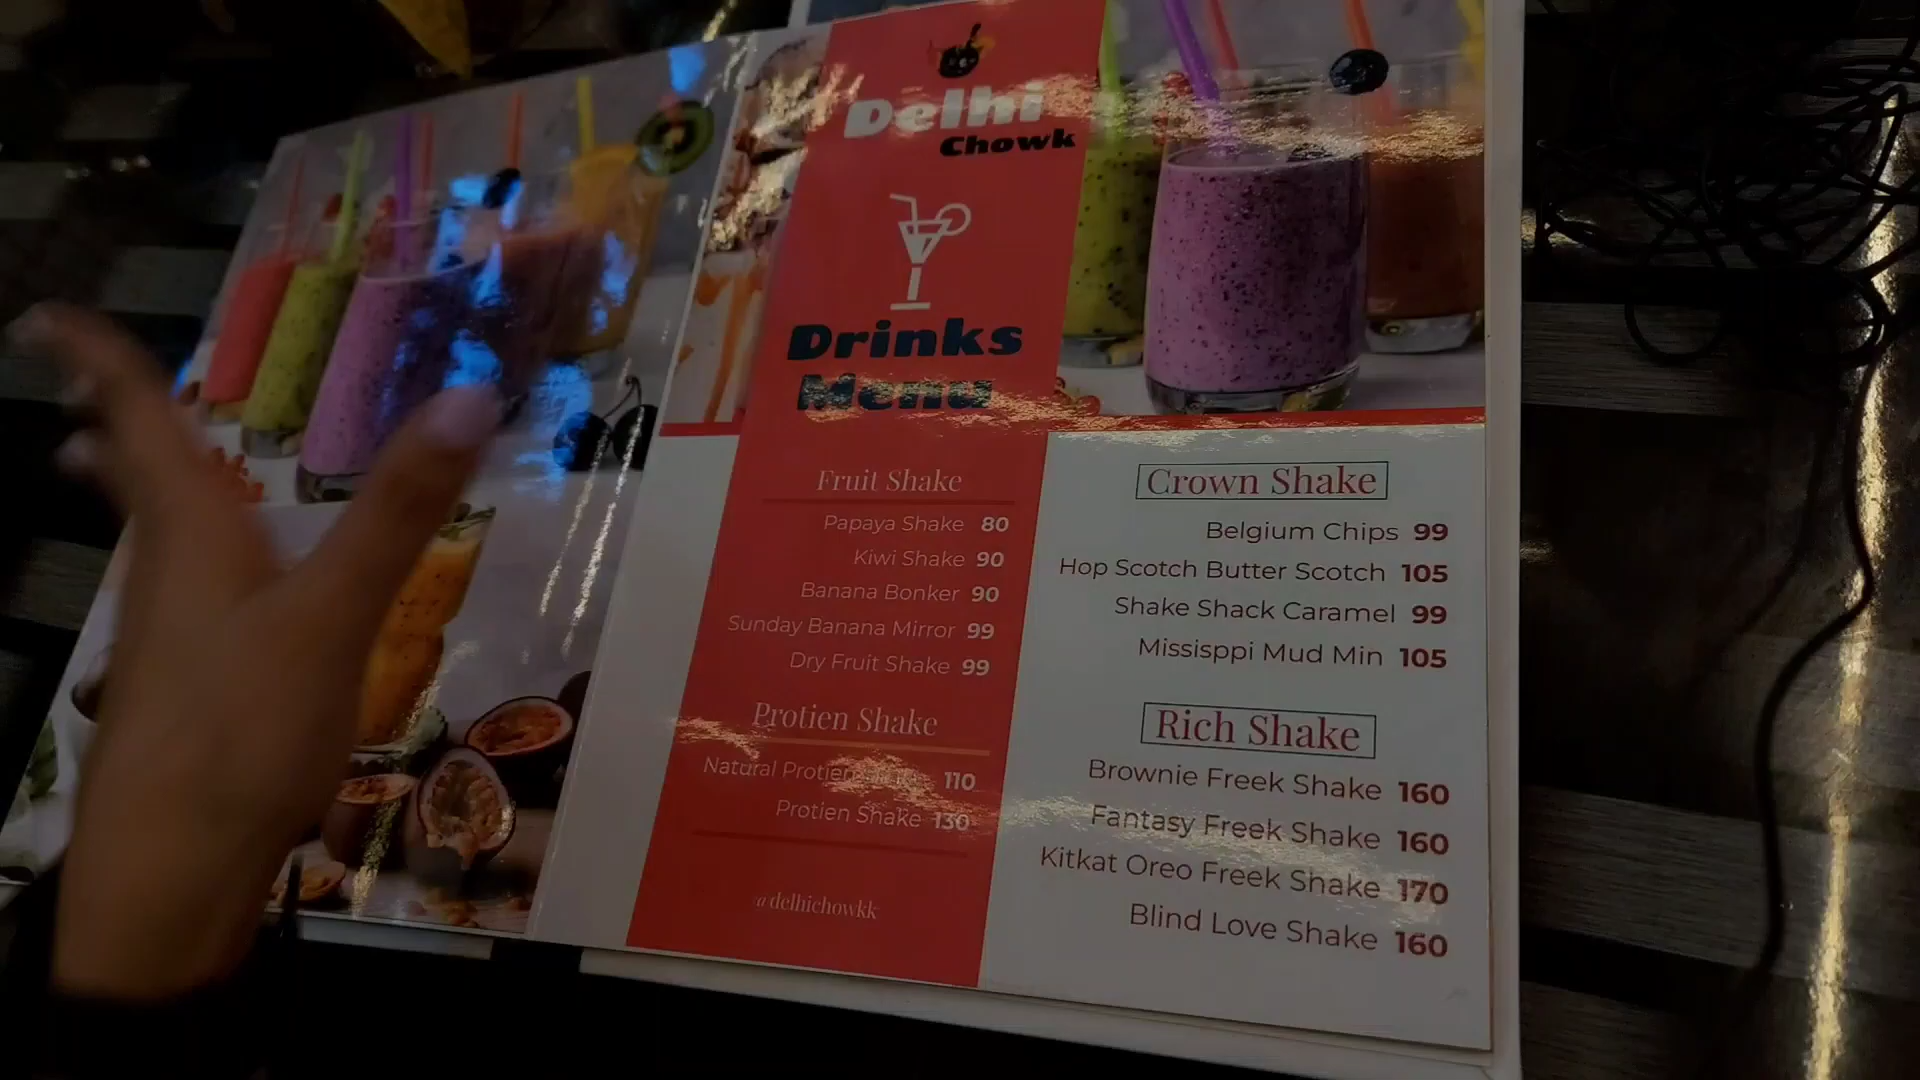 Delhi
Chowk
Drinks
Menu
Fruit Shake
Papaya Shake 80
Kiwi Shake 90
Banana Bonker 90
Sunday Banana Mirror 99
Dry Fruit Shake 99
Protien Shake
Natural Protien 110
Protien Shake 130
@delhichowkk
Crown Shake
Belgium Chips 99
Hop Scotch Butter Scotch 105
Shake Shack Caramel 99
Missisppi Mud Min 105
Rich Shake
Brownie Freek Shake 160
Fantasy Freek Shake 160
Kitkat Oreo Freek Shake 170
Blind Love Shake 160